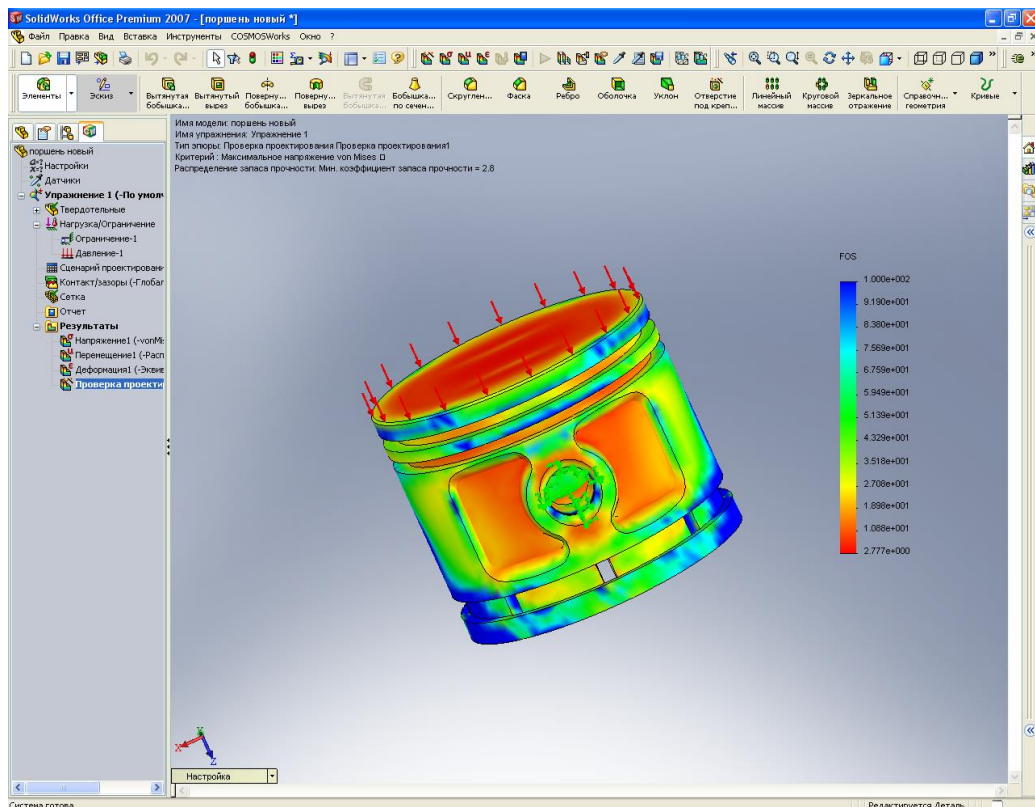 SolidWorks Office Premium 2007 - [поршень новый *]
Файл Правка Вид Вставка Инструменты COSMOSWorks Окно ?
Элементы Эскиз Вытянутая бобышка... Вытянутый вырез Поверну... бобышка... Поверну... вырез Вытянутая бобышка... Бобышка... по сечен... Скруглен... Фаска Ребро Оболочка Уклон Отверстие под креп... Линейный массив Круговой массив Зеркальное отражение Справочн... геометрия Кривые
Имя модели: поршень новый
Имя упражнения: Упражнение 1
Тип эпюры: Проверка проектирования Проверка проектирования1
Критерий : Максимальное напряжение von Mises
Распределение запаса прочности: Мин. коэффициент запаса прочности = 2.8
поршень новый
Настройки
Датчики
Упражнение 1 (-По умолч
Твердотельные
Нагрузка/Ограничение
Ограничение-1
Давление-1
Сценарий проектировани
Контакт/зазоры (-Глобал
Сетка
Отчет
Результаты
Напряжение1 (-vonMi
Перемещение1 (-Расп
Деформация1 (-Экви
Проверка проекти
FOS
1.000e+002
9.190e+001
8.380e+001
7.569e+001
6.759e+001
5.949e+001
5.139e+001
4.329e+001
3.518e+001
2.708e+001
1.898e+001
1.088e+001
2.777e+000
X
Z
Настройка
Система готова
Редактируется Деталь